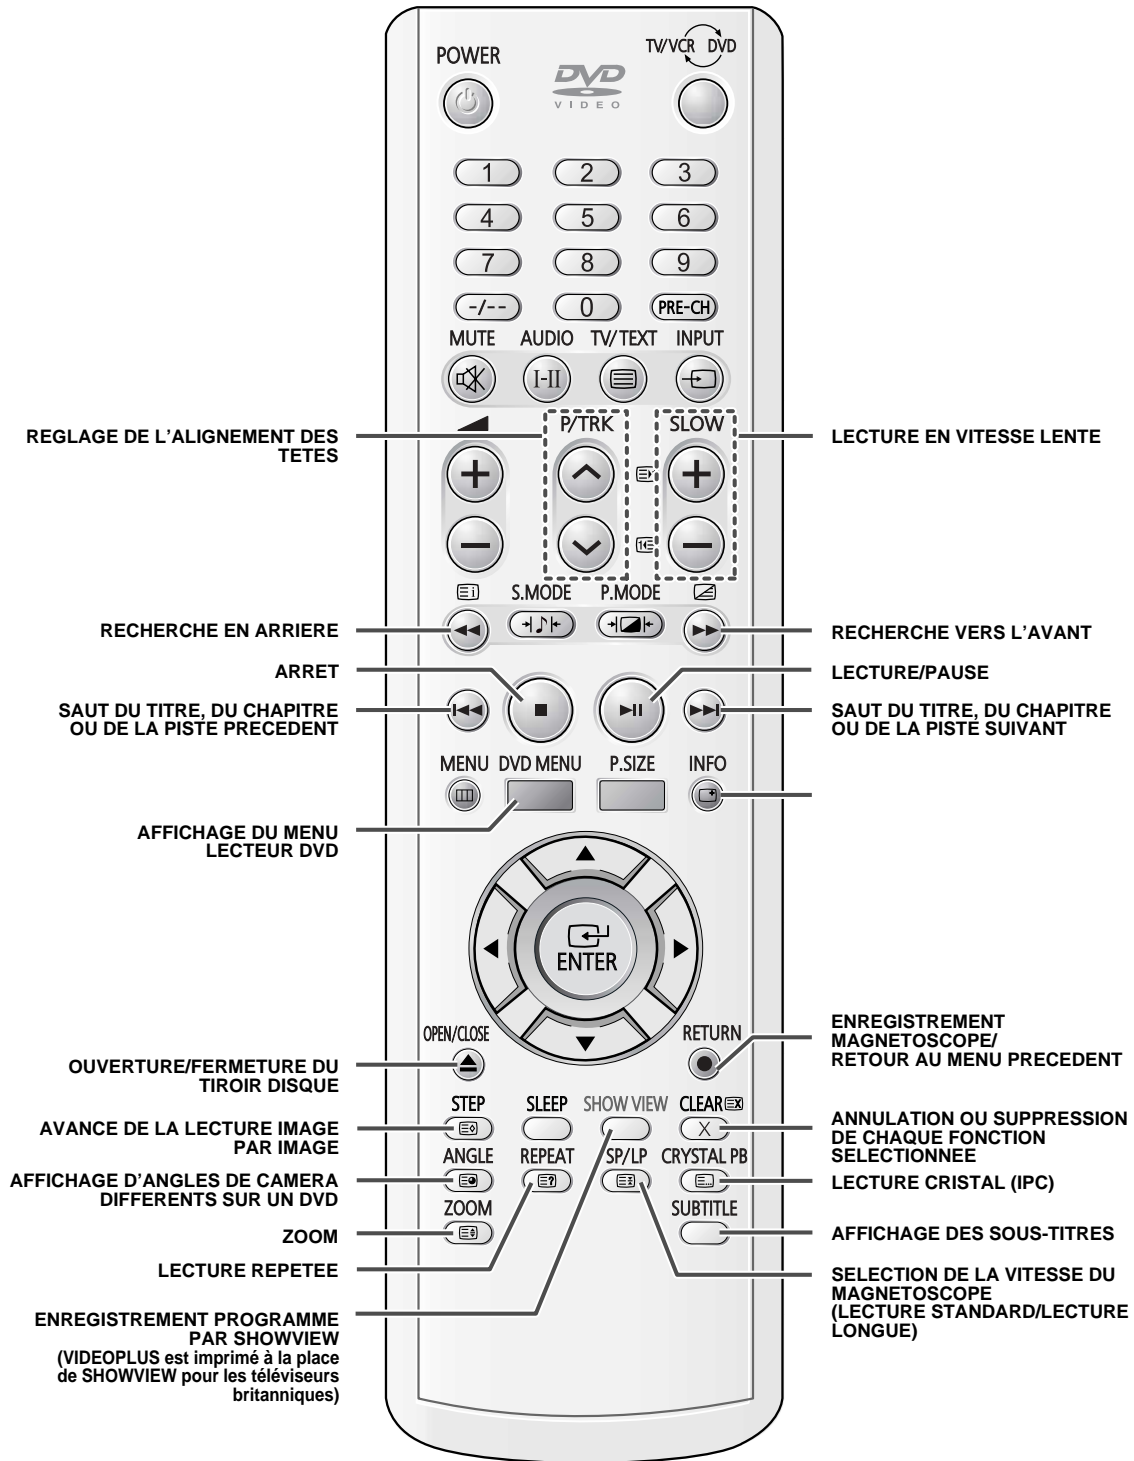 POWER
DVD
VIDEO
TV/VCR DVD
1 2 3
4 5 6
7 8 9
-/-- 0 PRE-CH
MUTE AUDIO TV/TEXT INPUT
I-II
P/TRK SLOW
REGLAGE DE L'ALIGNEMENT DES
TETES
LECTURE EN VITESSE LENTE
S.MODE P.MODE
RECHERCHE EN ARRIERE
RECHERCHE VERS L'AVANT
ARRET
LECTURE/PAUSE
SAUT DU TITRE, DU CHAPITRE
OU DE LA PISTE PRECEDENT
SAUT DU TITRE, DU CHAPITRE
OU DE LA PISTE SUIVANT
MENU DVD MENU P.SIZE INFO
AFFICHAGE DU MENU
LECTEUR DVD
ENTER
OPEN/CLOSE RETURN
OUVERTURE/FERMETURE DU
TIROIR DISQUE
ENREGISTREMENT
MAGNETOSCOPE/
RETOUR AU MENU PRECEDENT
STEP SLEEP SHOW VIEW CLEAR
X
AVANCE DE LA LECTURE IMAGE
PAR IMAGE
ANNULATION OU SUPPRESSION
DE CHAQUE FONCTION
SELECTIONNEE
ANGLE REPEAT SP/LP CRYSTAL PB
AFFICHAGE D'ANGLES DE CAMERA
DIFFERENTS SUR UN DVD
LECTURE CRISTAL (IPC)
ZOOM SUBTITLE
ZOOM
AFFICHAGE DES SOUS-TITRES
LECTURE REPETEE
SELECTION DE LA VITESSE DU
MAGNETOSCOPE
(LECTURE STANDARD/LECTURE
LONGUE)
ENREGISTREMENT PROGRAMME
PAR SHOWVIEW
(VIDEOPLUS est imprimé à la place
de SHOWVIEW pour les téléviseurs
britanniques)